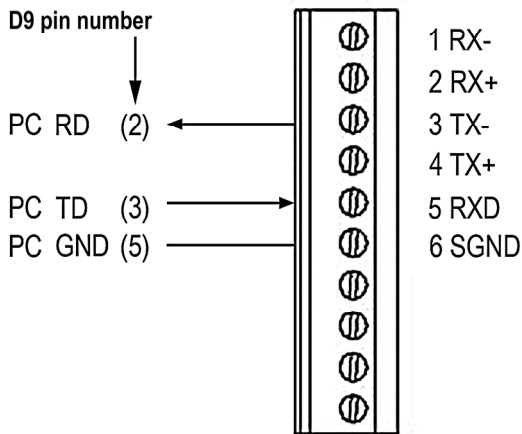 D9 pin number
1 RX-
2 RX+
PC RD (2) 3 TX-
4 TX+
PC TD (3) 5 RXD
PC GND (5) 6 SGND